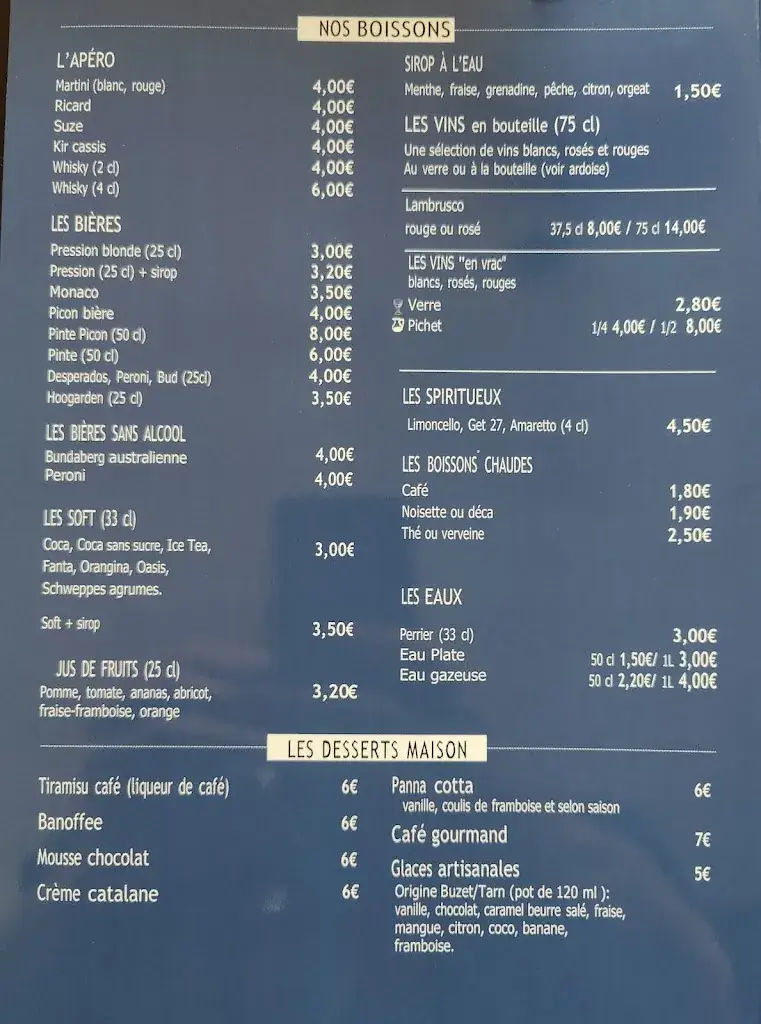 NOS BOISSONS
L'APÉRO
Martini (blanc, rouge) 4,00€
Ricard 4,00€
Suze 4,00€
Kir cassis 4,00€
Whisky (2 cl) 4,00€
Whisky (4 cl) 6,00€
LES BIÈRES
Pression blonde (25 cl) 3,00€
Pression (25 cl) + sirop 3,20€
Monaco 3,50€
Picon bière 4,00€
Pinte Picon (50 cl) 8,00€
Pinte (50 cl) 6,00€
Desperados, Peroni, Bud (25cl) 4,00€
Hoogarden (25 cl) 3,50€
LES BIÈRES SANS ALCOOL
Bundaberg australienne 4,00€
Peroni 4,00€
LES SOFT (33 cl)
Coca, Coca sans sucre, Ice Tea, 3,00€
Fanta, Orangina, Oasis,
Schweppes agrumes.
Soft + sirop 3,50€
JUS DE FRUITS (25 cl)
Pomme, tomate, ananas, abricot, 3,20€
fraise-framboise, orange
SIROP À L'EAU
Menthe, fraise, grenadine, pêche, citron, orgeat 1,50€
LES VINS en bouteille (75 cl)
Une sélection de vins blancs, rosés et rouges
Au verre ou à la bouteille (voir ardoise)
Lambrusco
rouge ou rosé 37,5 cl 8,00€ / 75 cl 14,00€
LES VINS "en vrac"
blancs, rosés, rouges
Verre 2,80€
Pichet 1/4 4,00€ / 1/2 8,00€
LES SPIRITUEUX
Limoncello, Get 27, Amaretto (4 cl) 4,50€
LES BOISSONS CHAUDES
Café 1,80€
Noisette ou déca 1,90€
Thé ou verveine 2,50€
LES EAUX
Perrier (33 cl) 3,00€
Eau Plate 50 cl 1,50€/ 1L 3,00€
Eau gazeuse 50 cl 2,20€/ 1L 4,00€
LES DESSERTS MAISON
Tiramisu café (liqueur de café) 6€
Banoffee 6€
Mousse chocolat 6€
Crème catalane 6€
Panna cotta 6€
vanille, coulis de framboise et selon saison
Café gourmand 7€
Glaces artisanales 5€
Origine Buzet/Tarn (pot de 120 ml ):
vanille, chocolat, caramel beurre salé, fraise,
mangue, citron, coco, banane,
framboise.